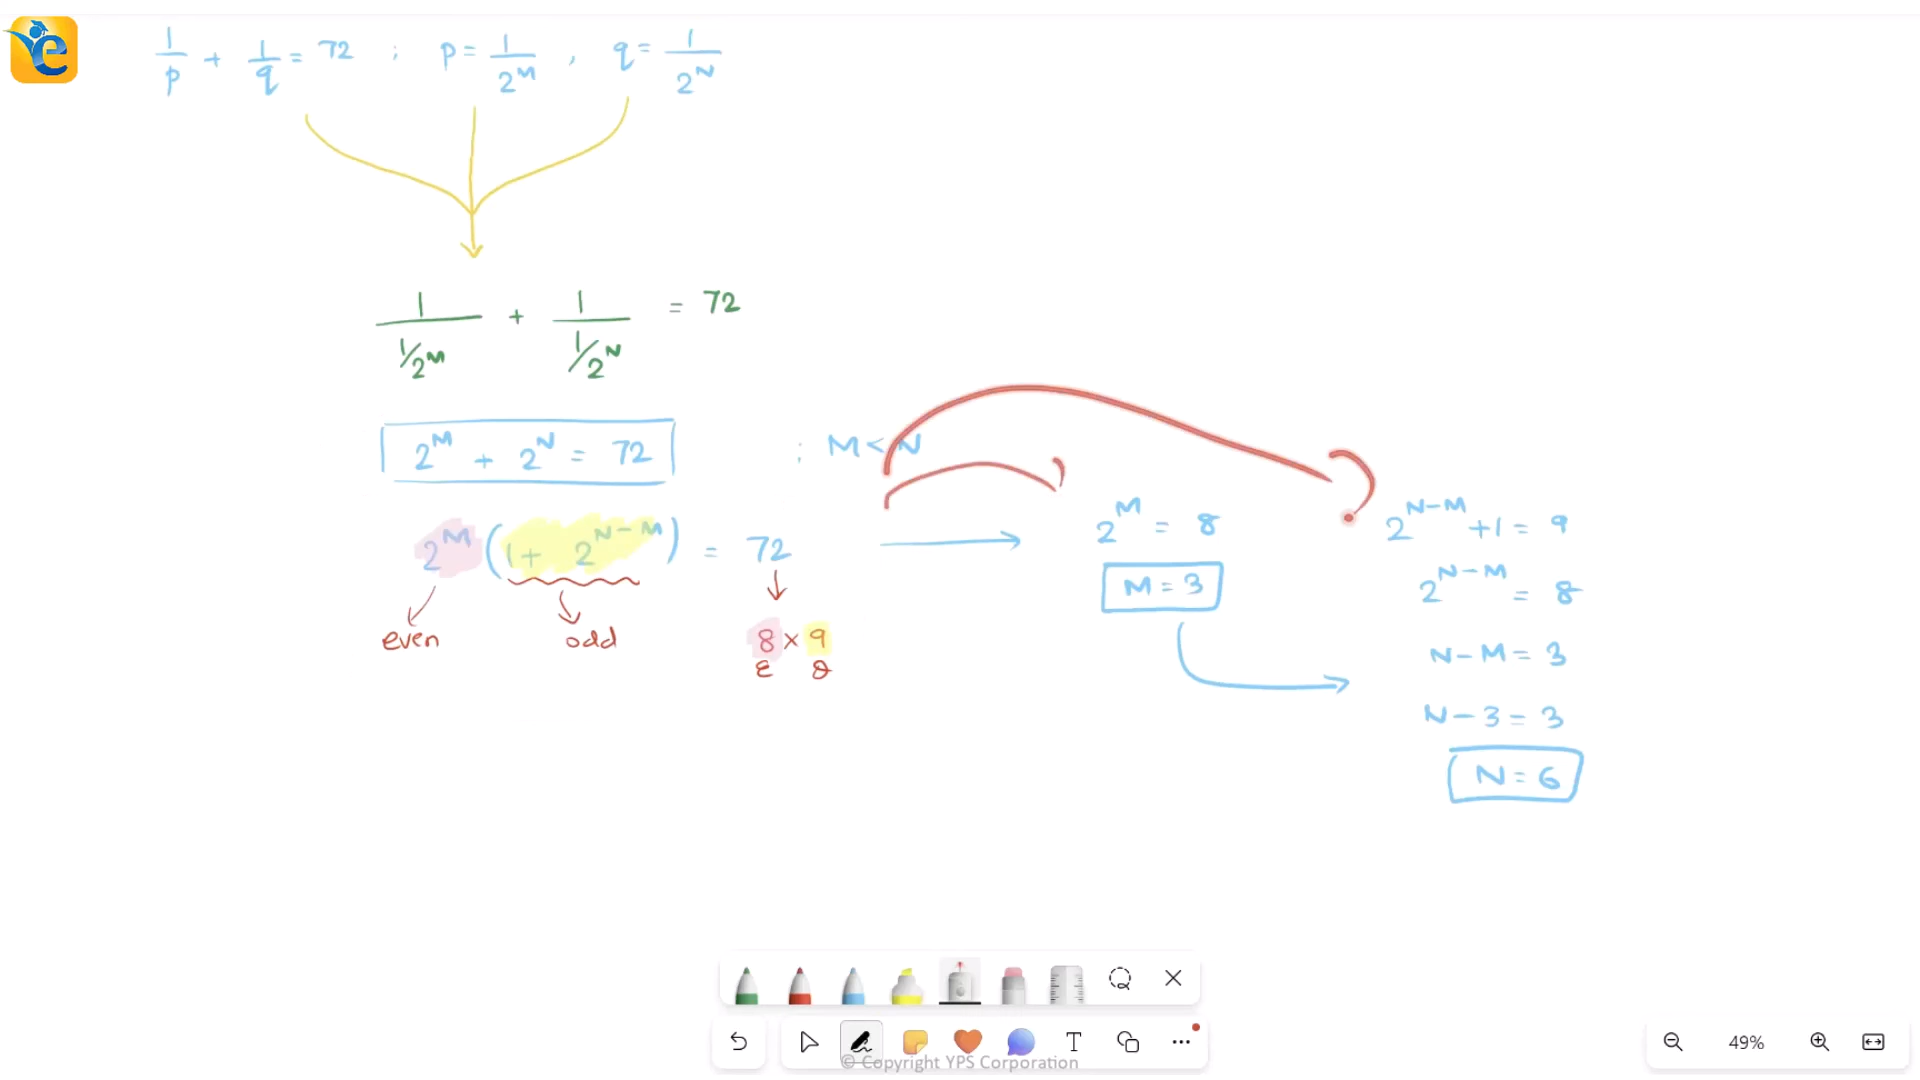 e
1/p + 1/q = 72 ; p = 1/2^M , q = 1/2^N
1/(1/2^M) + 1/(1/2^N) = 72
2^M + 2^N = 72 ; M < N
2^M (1 + 2^(N-M)) = 72
even odd 8 × 9
E O
2^M = 8
M = 3
2^(N-M) + 1 = 9
2^(N-M) = 8
N - M = 3
N - 3 = 3
N = 6
© Copyright YPS Corporation
49%